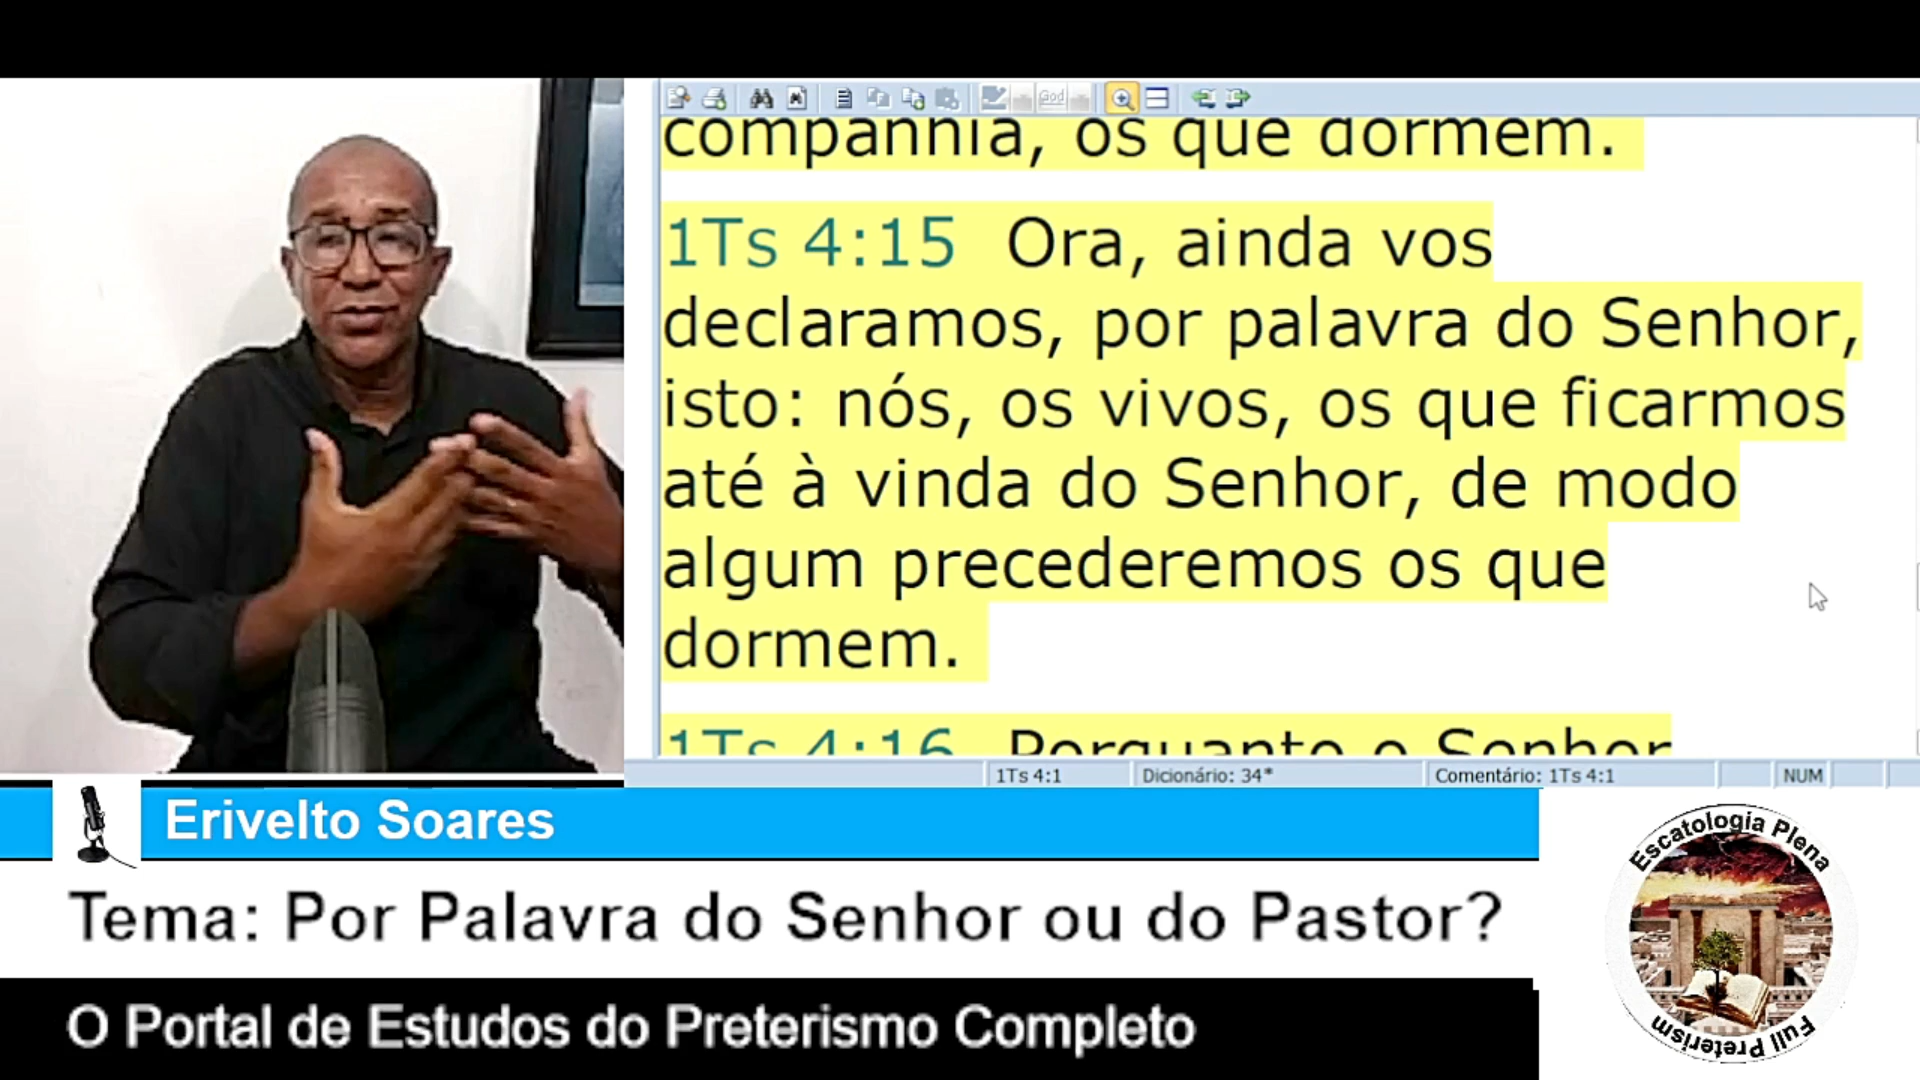 God
companhia, os que dormem.
1Ts 4:15 Ora, ainda vos
declaramos, por palavra do Senhor,
isto: nós, os vivos, os que ficarmos
até à vinda do Senhor, de modo
algum precederemos os que
dormem.
1Ts 4:16 Porquanto o Senhor
1Ts 4:1 Dicionário: 34* Comentário: 1Ts 4:1 NUM
Erivelto Soares
Tema: Por Palavra do Senhor ou do Pastor?
O Portal de Estudos do Preterismo Completo
Escatologia Plena
Full Preterism